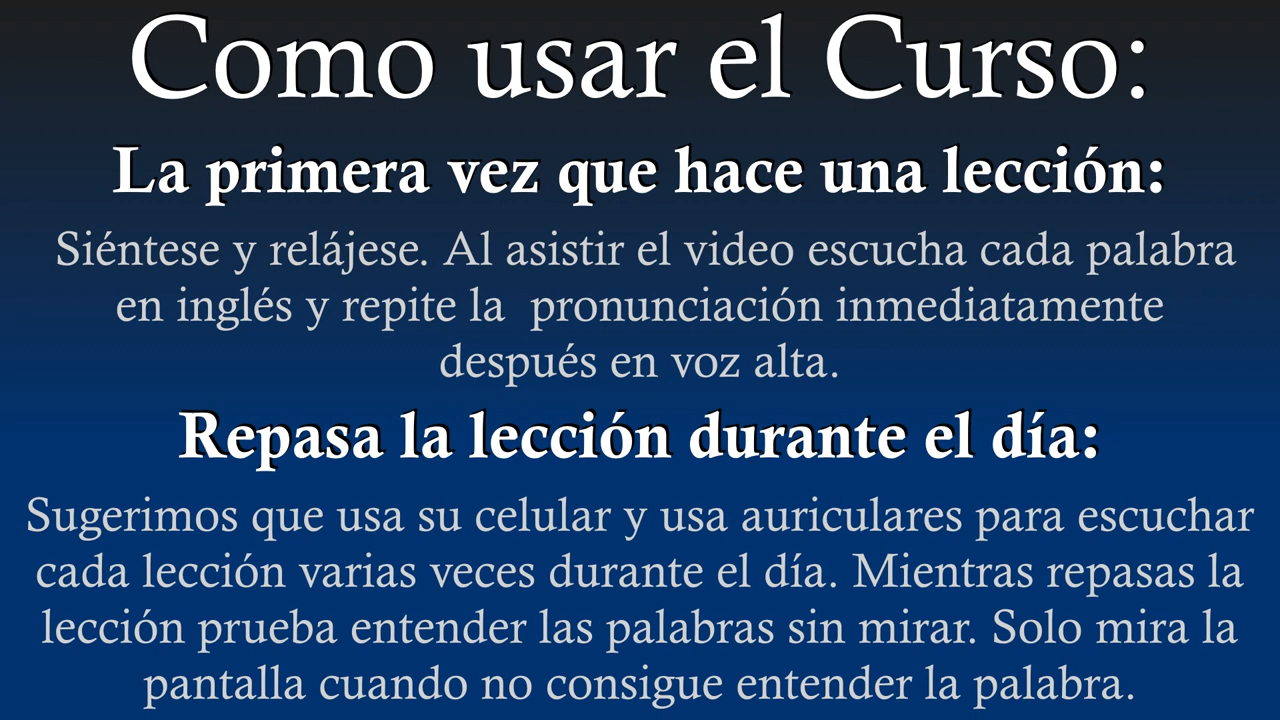 Como usar el Curso:
La primera vez que hace una lección:
Siéntese y relájese. Al asistir el video escucha cada palabra
en inglés y repite la pronunciación inmediatamente
después en voz alta.
Repasa la lección durante el día:
Sugerimos que usa su celular y usa auriculares para escuchar
cada lección varias veces durante el día. Mientras repasas la
lección prueba entender las palabras sin mirar. Solo mira la
pantalla cuando no consigue entender la palabra.